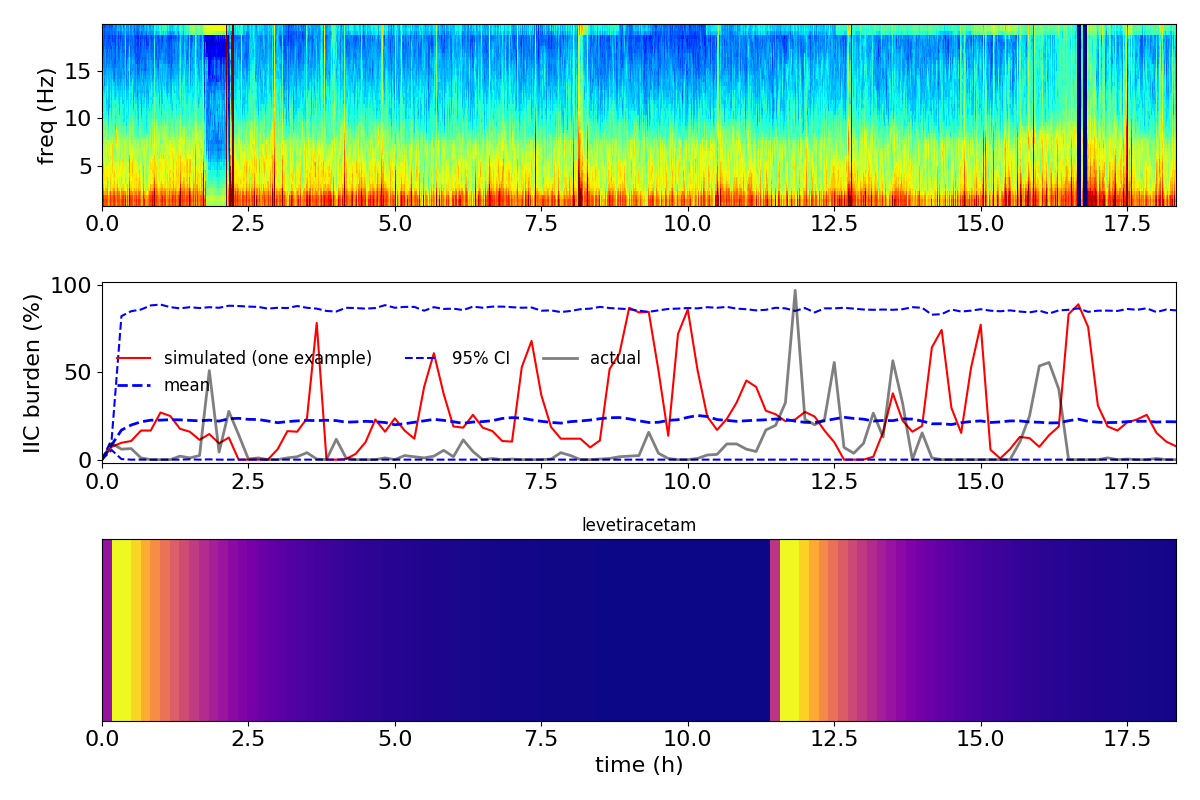 freq (Hz)
15
10
5
0.0 2.5 5.0 7.5 10.0 12.5 15.0 17.5
IIC burden (%)
100
50
0
simulated (one example) 95% CI actual
mean
0.0 2.5 5.0 7.5 10.0 12.5 15.0 17.5
levetiracetam
0.0 2.5 5.0 7.5 10.0 12.5 15.0 17.5
time (h)